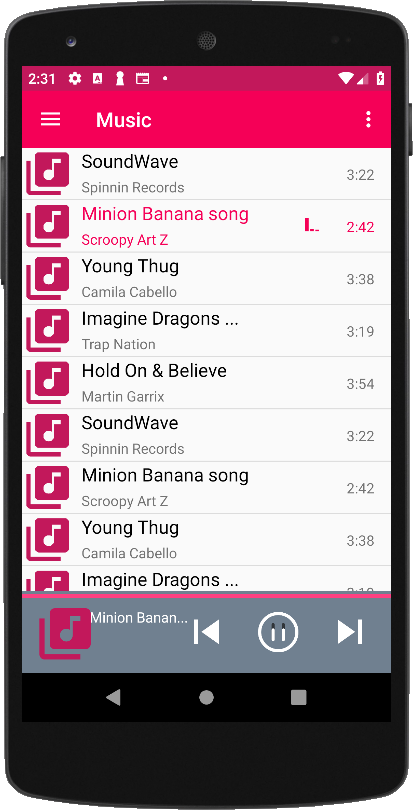 2:31
Music
SoundWave
Spinnin Records
3:22
Minion Banana song
Scroopy Art Z
2:42
Young Thug
Camila Cabello
3:38
Imagine Dragons ...
Trap Nation
3:19
Hold On & Believe
Martin Garrix
3:54
SoundWave
Spinnin Records
3:22
Minion Banana song
Scroopy Art Z
2:42
Young Thug
Camila Cabello
3:38
Imagine Dragons ...
Minion Banan...